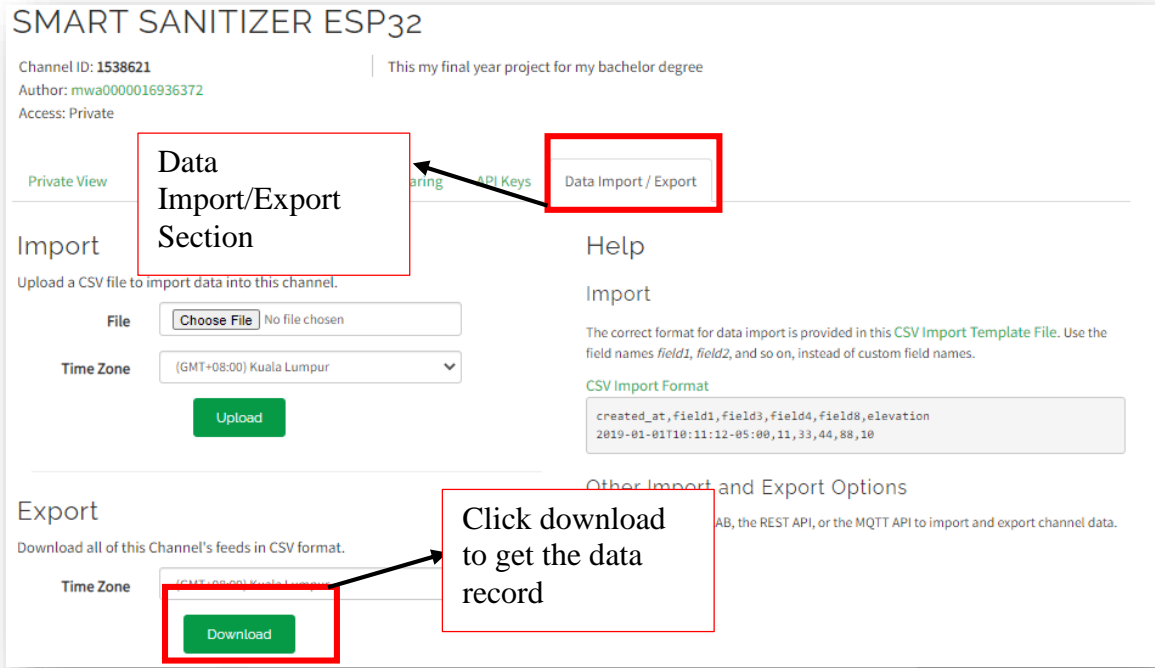 SMART SANITIZER ESP32
Channel ID: 1538621
This my final year project for my bachelor degree
Author: mwa0000016936372
Access: Private
Data
Import/Export
Section
Private View
aring
API Keys
Data Import / Export
Import
Upload a CSV file to import data into this channel.
File
Choose File No file chosen
Time Zone
(GMT+08:00) Kuala Lumpur
Upload
Help
Import
The correct format for data import is provided in this CSV Import Template File. Use the
field names field1, field2, and so on, instead of custom field names.
CSV Import Format
created_at,field1,field3,field4,field8,elevation
2019-01-01T10:11:12-05:00,11,33,44,88,10
Other Import and Export Options
AB, the REST API, or the MQTT API to import and export channel data.
Export
Download all of this Channel's feeds in CSV format.
Time Zone
(GMT+08:00) Kuala Lumpur
Download
Click download
to get the data
record